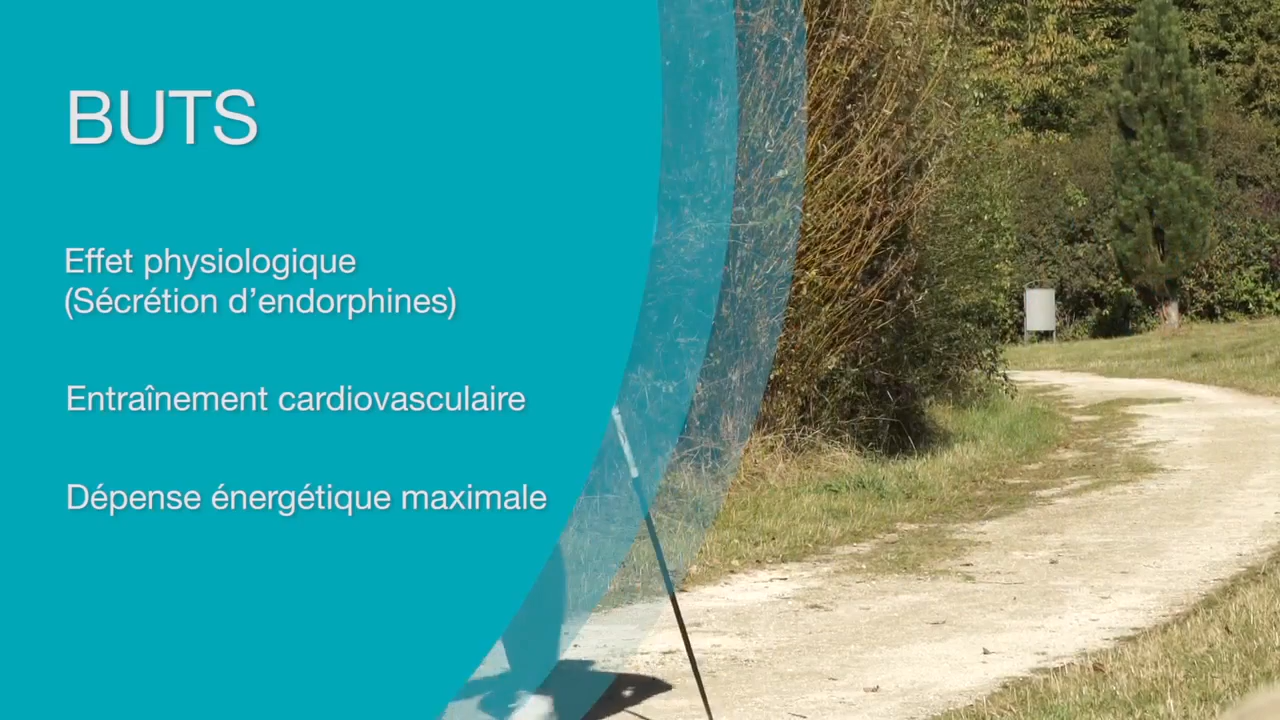 BUTS
Effet physiologique
(Sécrétion d’endorphines)
Entraînement cardiovasculaire
Dépense énergétique maximale